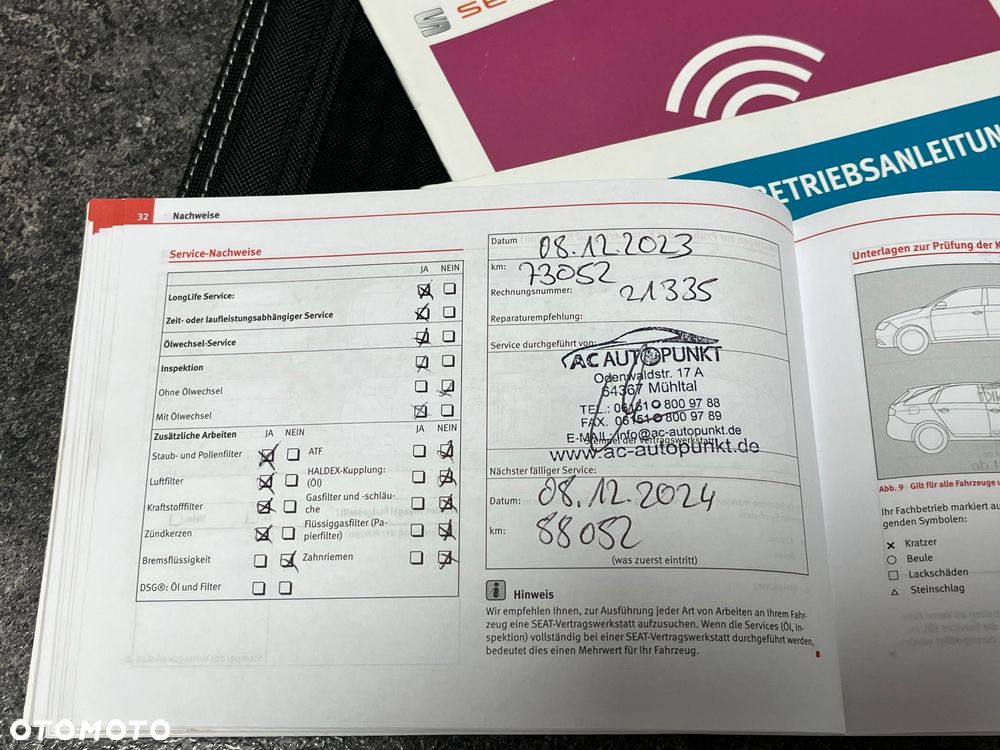 SE
BETRIEBSANLEITUN
32 Nachweise
Service-Nachweise
JA NEIN
LongLife Service:
Zeit- oder laufleistungsabhängiger Service
Ölwechsel-Service
Inspektion
Ohne Ölwechsel
Mit Ölwechsel
Zusätzliche Arbeiten JA NEIN JA NEIN
Staub- und Pollenfilter ATF
Luftfilter HALDEX-Kupplung: (Öl)
Kraftstofffilter Gasfilter und -schläu-
che
Zündkerzen Flüssiggasfilter (Pa-
pierfilter)
Bremsflüssigkeit Zahnriemen
DSG®: Öl und Filter
Datum 08.12.2023
km: 73052
Rechnungsnummer: 21335
Reparaturempfehlung:
Service durchgeführt von:
AC AUTOPUNKT
Odenwaldstr. 17 A
64367 Mühltal
TEL.: 06151 800 97 88
FAX. 06151 800 97 89
E-MAIL: info@ac-autopunkt.de
Stempel der Vertragswerkstatt
www.ac-autopunkt.de
Nächster fälliger Service:
Datum: 08.12.2024
km: 88052
(was zuerst eintritt)
i Hinweis
Wir empfehlen Ihnen, zur Ausführung jeder Art von Arbeiten an Ihrem Fahr-
zeug eine SEAT-Vertragswerkstatt aufzusuchen. Wenn die Services (Öl, In-
spektion) vollständig bei einer SEAT-Vertragswerkstatt durchgeführt werden,
bedeutet dies einen Mehrwert für Ihr Fahrzeug.
Unterlagen zur Prüfung der K
Abb. 9 Gilt für alle Fahrzeuge
Ihr Fachbetrieb markiert au
genden Symbolen:
Kratzer
Beule
Lackschäden
Steinschlag
OTOMOTO